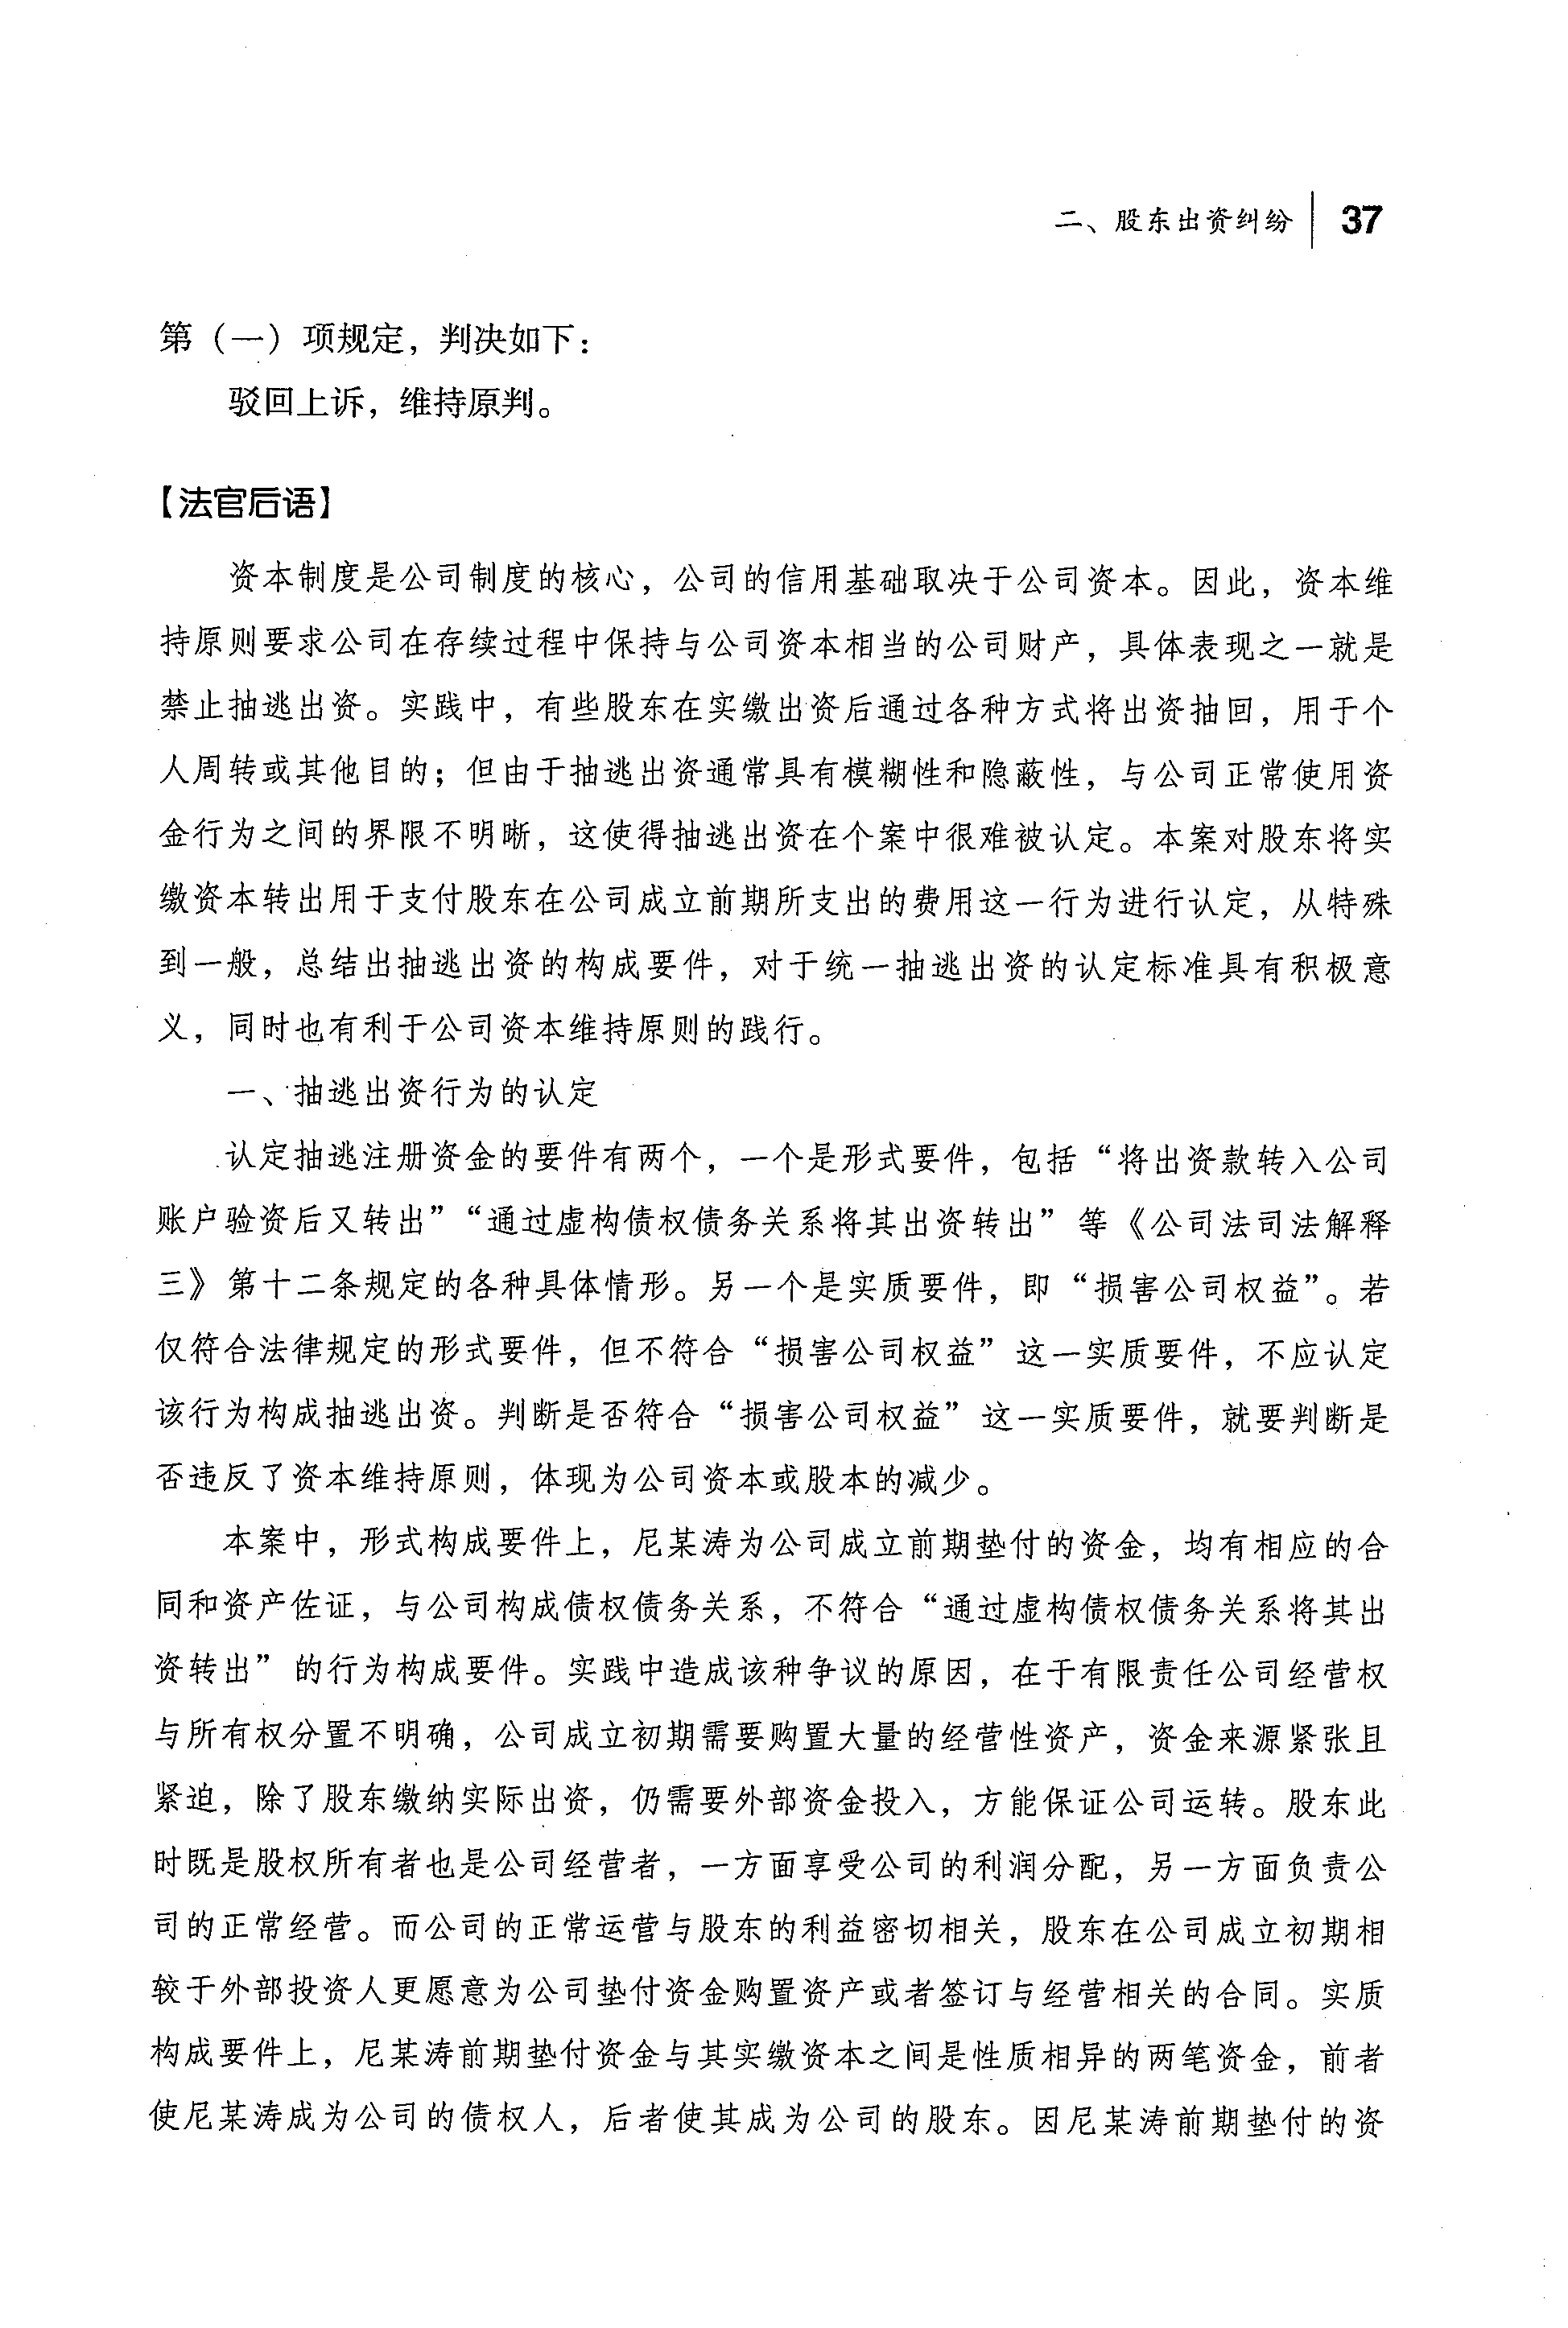 二、股东出资纠纷 37
第（一）项规定，判决如下：
驳回上诉，维持原判。
【法官后语】
资本制度是公司制度的核心，公司的信用基础取决于公司资本。因此，资本维
持原则要求公司在存续过程中保持与公司资本相当的公司财产，具体表现之一就是
禁止抽逃出资。实践中，有些股东在实缴出资后通过各种方式将出资抽回，用于个
人周转或其他目的；但由于抽逃出资通常具有模糊性和隐蔽性，与公司正常使用资
金行为之间的界限不明晰，这使得抽逃出资在个案中很难被认定。本案对股东将实
缴资本转出用于支付股东在公司成立前期所支出的费用这一行为进行认定，从特殊
到一般，总结出抽逃出资的构成要件，对于统一抽逃出资的认定标准具有积极意
义，同时也有利于公司资本维持原则的践行。
一、抽逃出资行为的认定
认定抽逃注册资金的要件有两个，一个是形式要件，包括“将出资款转入公司
账户验资后又转出”“通过虚构债权债务关系将其出资转出”等《公司法司法解释
三》第十二条规定的各种具体情形。另一个是实质要件，即“损害公司权益”。若
仅符合法律规定的形式要件，但不符合“损害公司权益”这一实质要件，不应认定
该行为构成抽逃出资。判断是否符合“损害公司权益”这一实质要件，就要判断是
否违反了资本维持原则，体现为公司资本或股本的减少。
本案中，形式构成要件上，尼某涛为公司成立前期垫付的资金，均有相应的合
同和资产佐证，与公司构成债权债务关系，不符合“通过虚构债权债务关系将其出
资转出”的行为构成要件。实践中造成该种争议的原因，在于有限责任公司经营权
与所有权分置不明确，公司成立初期需要购置大量的经营性资产，资金来源紧张且
紧迫，除了股东缴纳实际出资，仍需要外部资金投入，方能保证公司运转。股东此
时既是股权所有者也是公司经营者，一方面享受公司的利润分配，另一方面负责公
司的正常经营。而公司的正常运营与股东的利益密切相关，股东在公司成立初期相
较于外部投资人更愿意为公司垫付资金购置资产或者签订与经营相关的合同。实质
构成要件上，尼某涛前期垫付资金与其实缴资本之间是性质相异的两笔资金，前者
使尼某涛成为公司的债权人，后者使其成为公司的股东。因尼某涛前期垫付的资